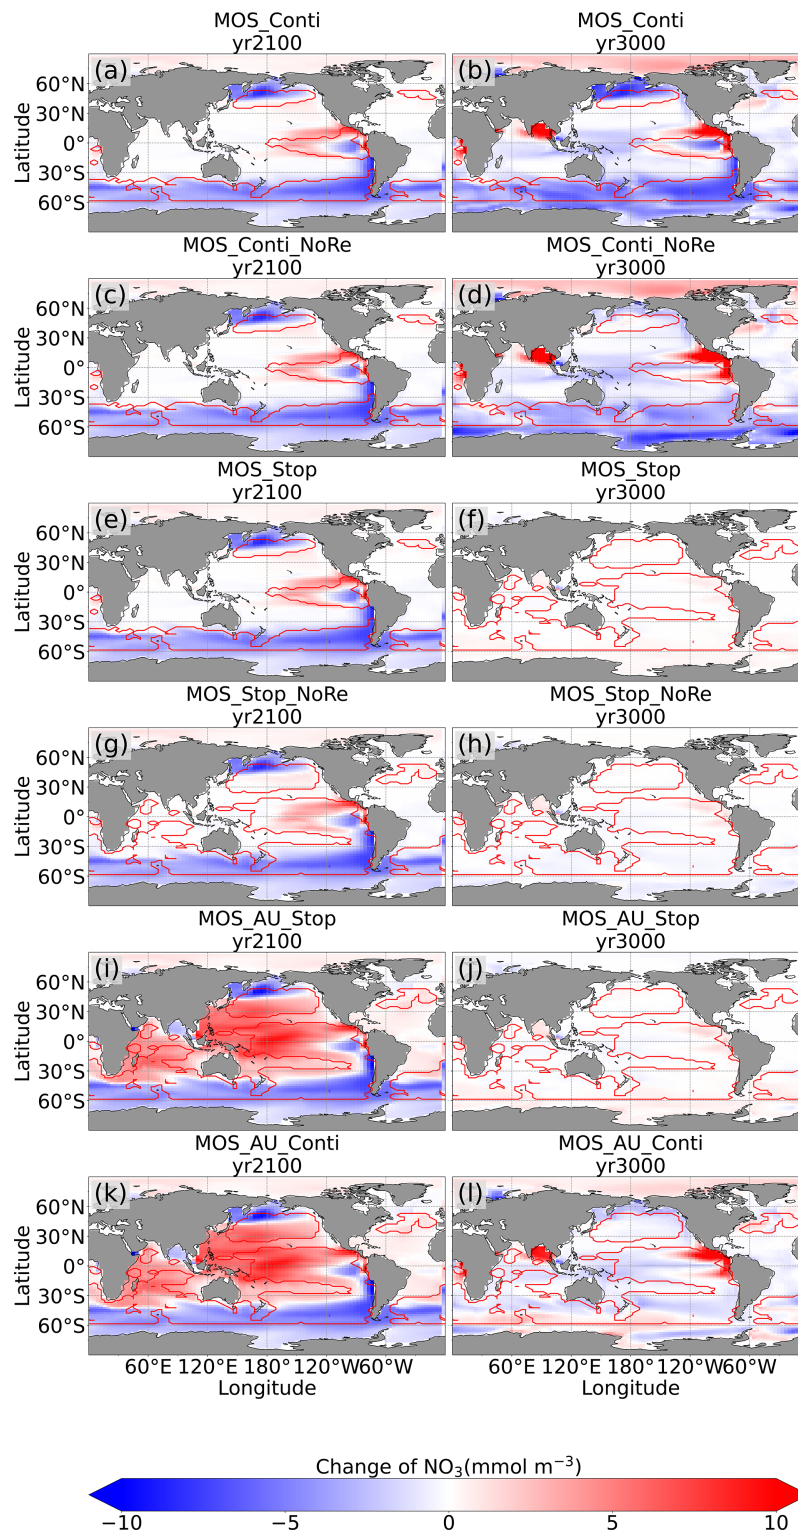 MOS_Conti MOS_Conti
yr2100 yr3000
(a) (b)
60°N
30°N
0°
30°S
60°S
Latitude
MOS_Conti_NoRe MOS_Conti_NoRe
yr2100 yr3000
(c) (d)
60°N
30°N
0°
30°S
60°S
Latitude
MOS_Stop MOS_Stop
yr2100 yr3000
(e) (f)
60°N
30°N
0°
30°S
60°S
Latitude
MOS_Stop_NoRe MOS_Stop_NoRe
yr2100 yr3000
(g) (h)
60°N
30°N
0°
30°S
60°S
Latitude
MOS_AU_Stop MOS_AU_Stop
yr2100 yr3000
(i) (j)
60°N
30°N
0°
30°S
60°S
Latitude
MOS_AU_Conti MOS_AU_Conti
yr2100 yr3000
(k) (l)
60°N
30°N
0°
30°S
60°S
Latitude
60°E 120°E 180° 120°W 60°W 60°E 120°E 180° 120°W 60°W
Longitude Longitude
Change of NO₃(mmol m⁻³)
−10 −5 0 5 10